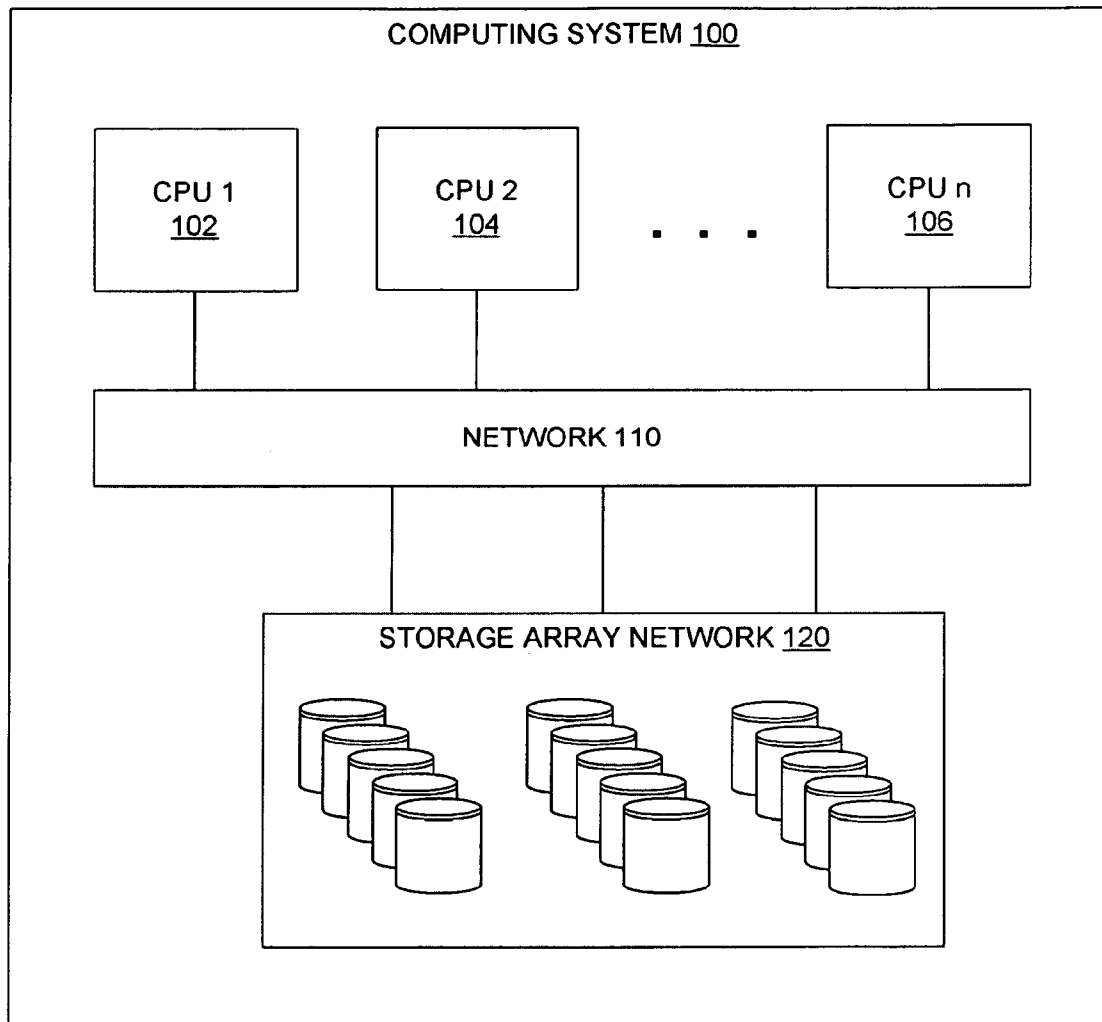 COMPUTING SYSTEM 100
CPU 1
102
CPU 2
104
. . .
CPU n
106
NETWORK 110
STORAGE ARRAY NETWORK 120